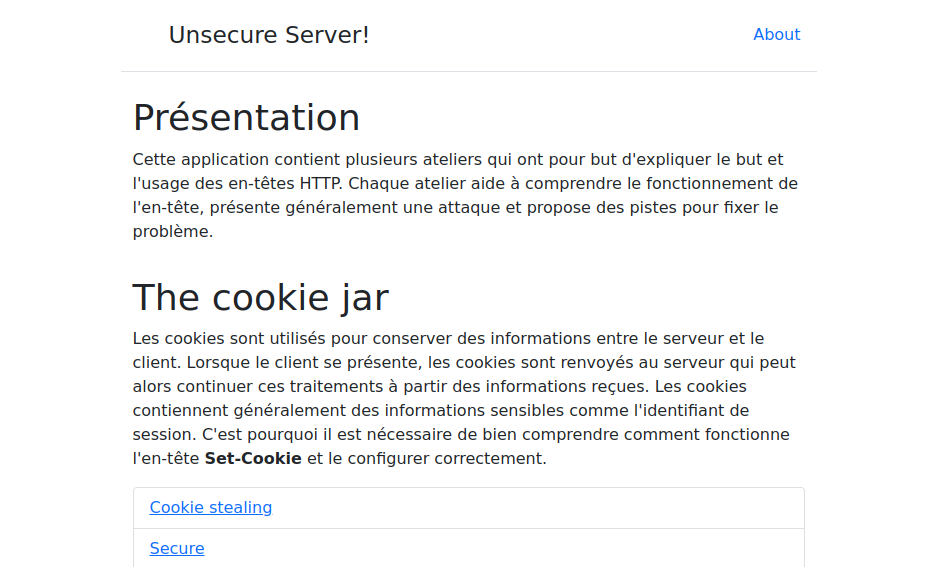 Unsecure Server!
About
Présentation
Cette application contient plusieurs ateliers qui ont pour but d'expliquer le but et
l'usage des en-têtes HTTP. Chaque atelier aide à comprendre le fonctionnement de
l'en-tête, présente généralement une attaque et propose des pistes pour fixer le
problème.
The cookie jar
Les cookies sont utilisés pour conserver des informations entre le serveur et le
client. Lorsque le client se présente, les cookies sont renvoyés au serveur qui peut
alors continuer ces traitements à partir des informations reçues. Les cookies
contiennent généralement des informations sensibles comme l'identifiant de
session. C'est pourquoi il est nécessaire de bien comprendre comment fonctionne
l'en-tête Set-Cookie et le configurer correctement.
Cookie stealing
Secure